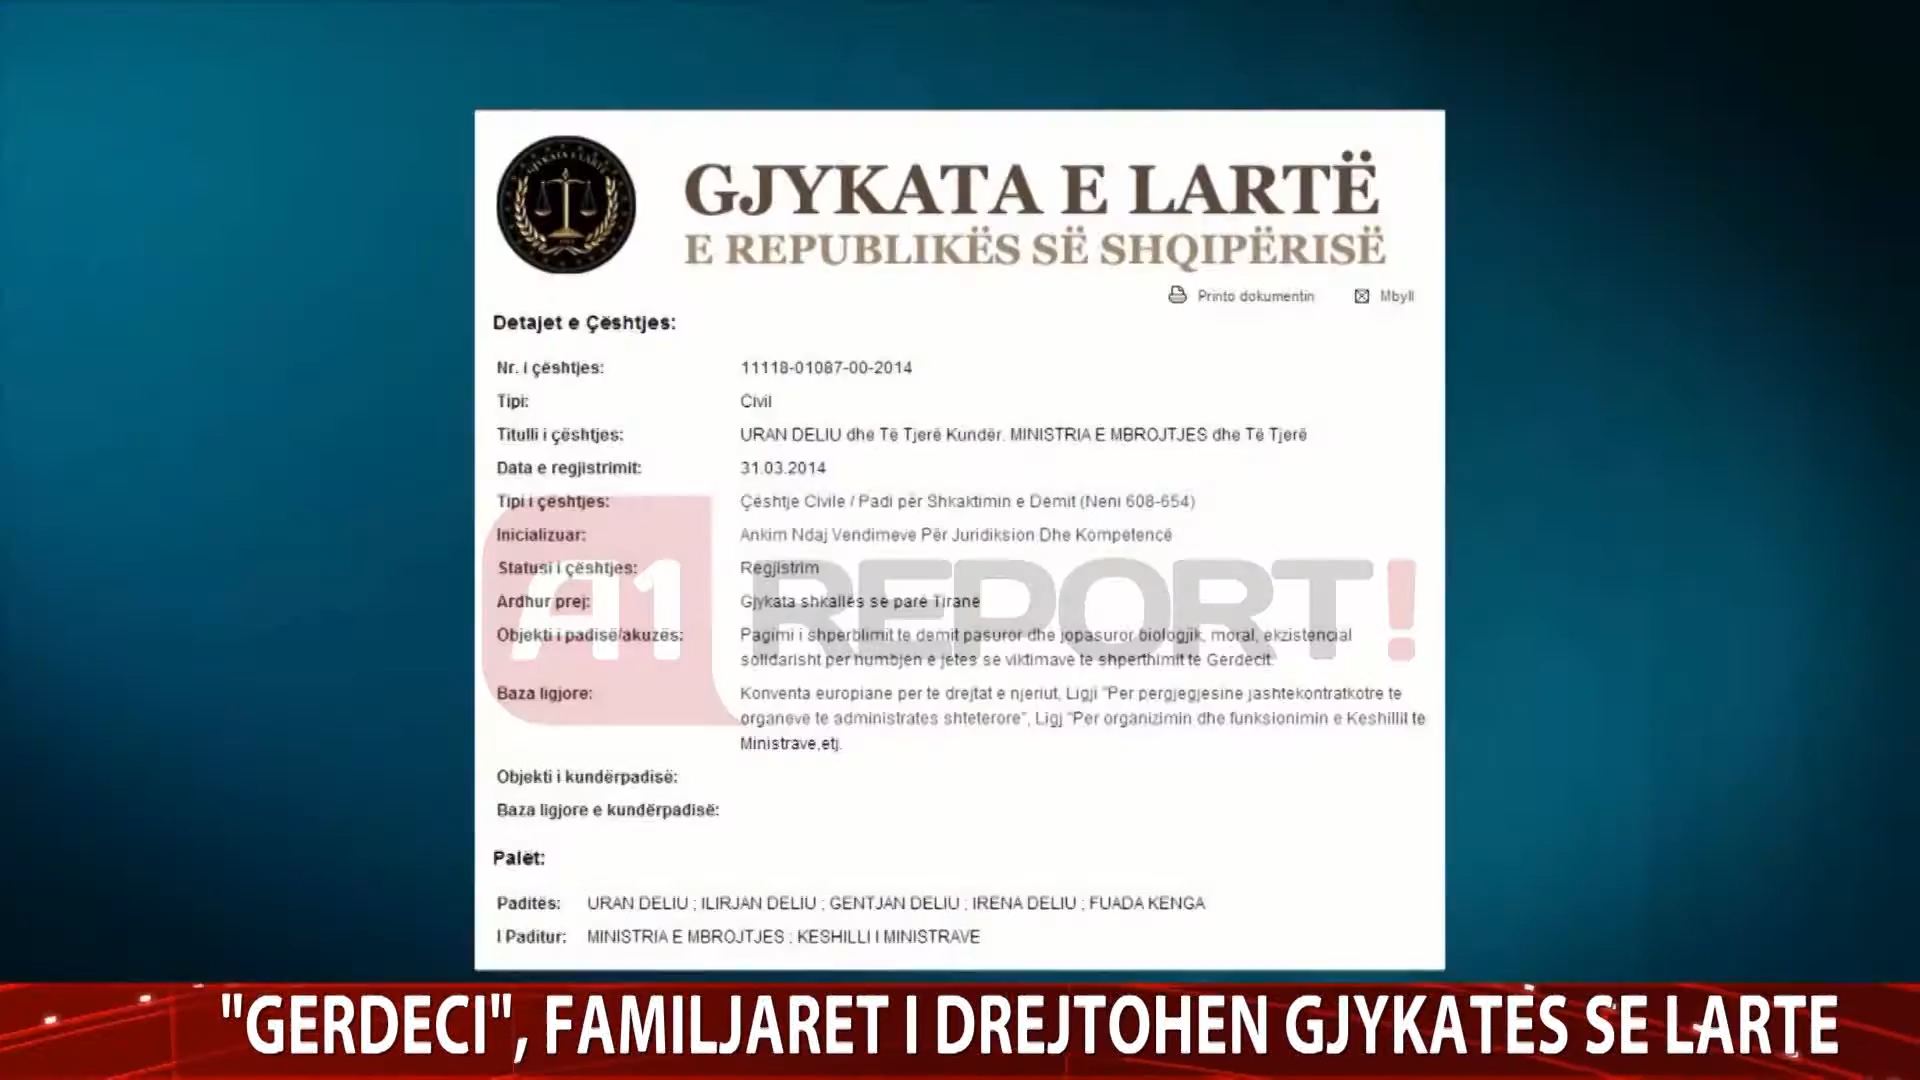 GJYKATA E LARTË
GJYKATA E LARTË
E REPUBLIKËS SË SHQIPËRISË
Printo dokumentin Mbyll
Detajet e Çështjes:
Nr. i çështjes: 11118-01087-00-2014
Tipi: Civil
Titulli i çështjes: URAN DELIU dhe Të Tjerë Kundër. MINISTRIA E MBROJTJES dhe Të Tjerë
Data e regjistrimit: 31.03.2014
Tipi i çështjes: Çështje Civile / Padi për Shkaktimin e Demit (Neni 608-654)
Inicializuar: Ankim Ndaj Vendimeve Për Juridiksion Dhe Kompetencë
Statusi i çështjes: Regjistrim
Ardhur prej: Gjykata shkallës së parë Tiranë
Objekti i padisë/akuzës: Pagimi i shperblimit te demit pasuror dhe jopasuror biologjik, moral, ekzistencial
solidarisht per humbjen e jetes se viktimave te shperthimit te Gerdecit.
Baza ligjore: Konventa europiane per te drejtat e njeriut, Ligji "Per pergjegjesine jashtekontratkotre te
organeve te administrates shteterore", Ligj "Per organizimin dhe funksionimin e Keshillit te
Ministrave,etj.
Objekti i kundërpadisë:
Baza ligjore e kundërpadisë:
Palët:
Paditës: URAN DELIU ; ILIRJAN DELIU ; GENTJAN DELIU ; IRENA DELIU ; FUADA KENGA
I Paditur: MINISTRIA E MBROJTJES ; KESHILLI I MINISTRAVE
A1 REPORT!
"GERDECI", FAMILJARET I DREJTOHEN GJYKATES SE LARTE